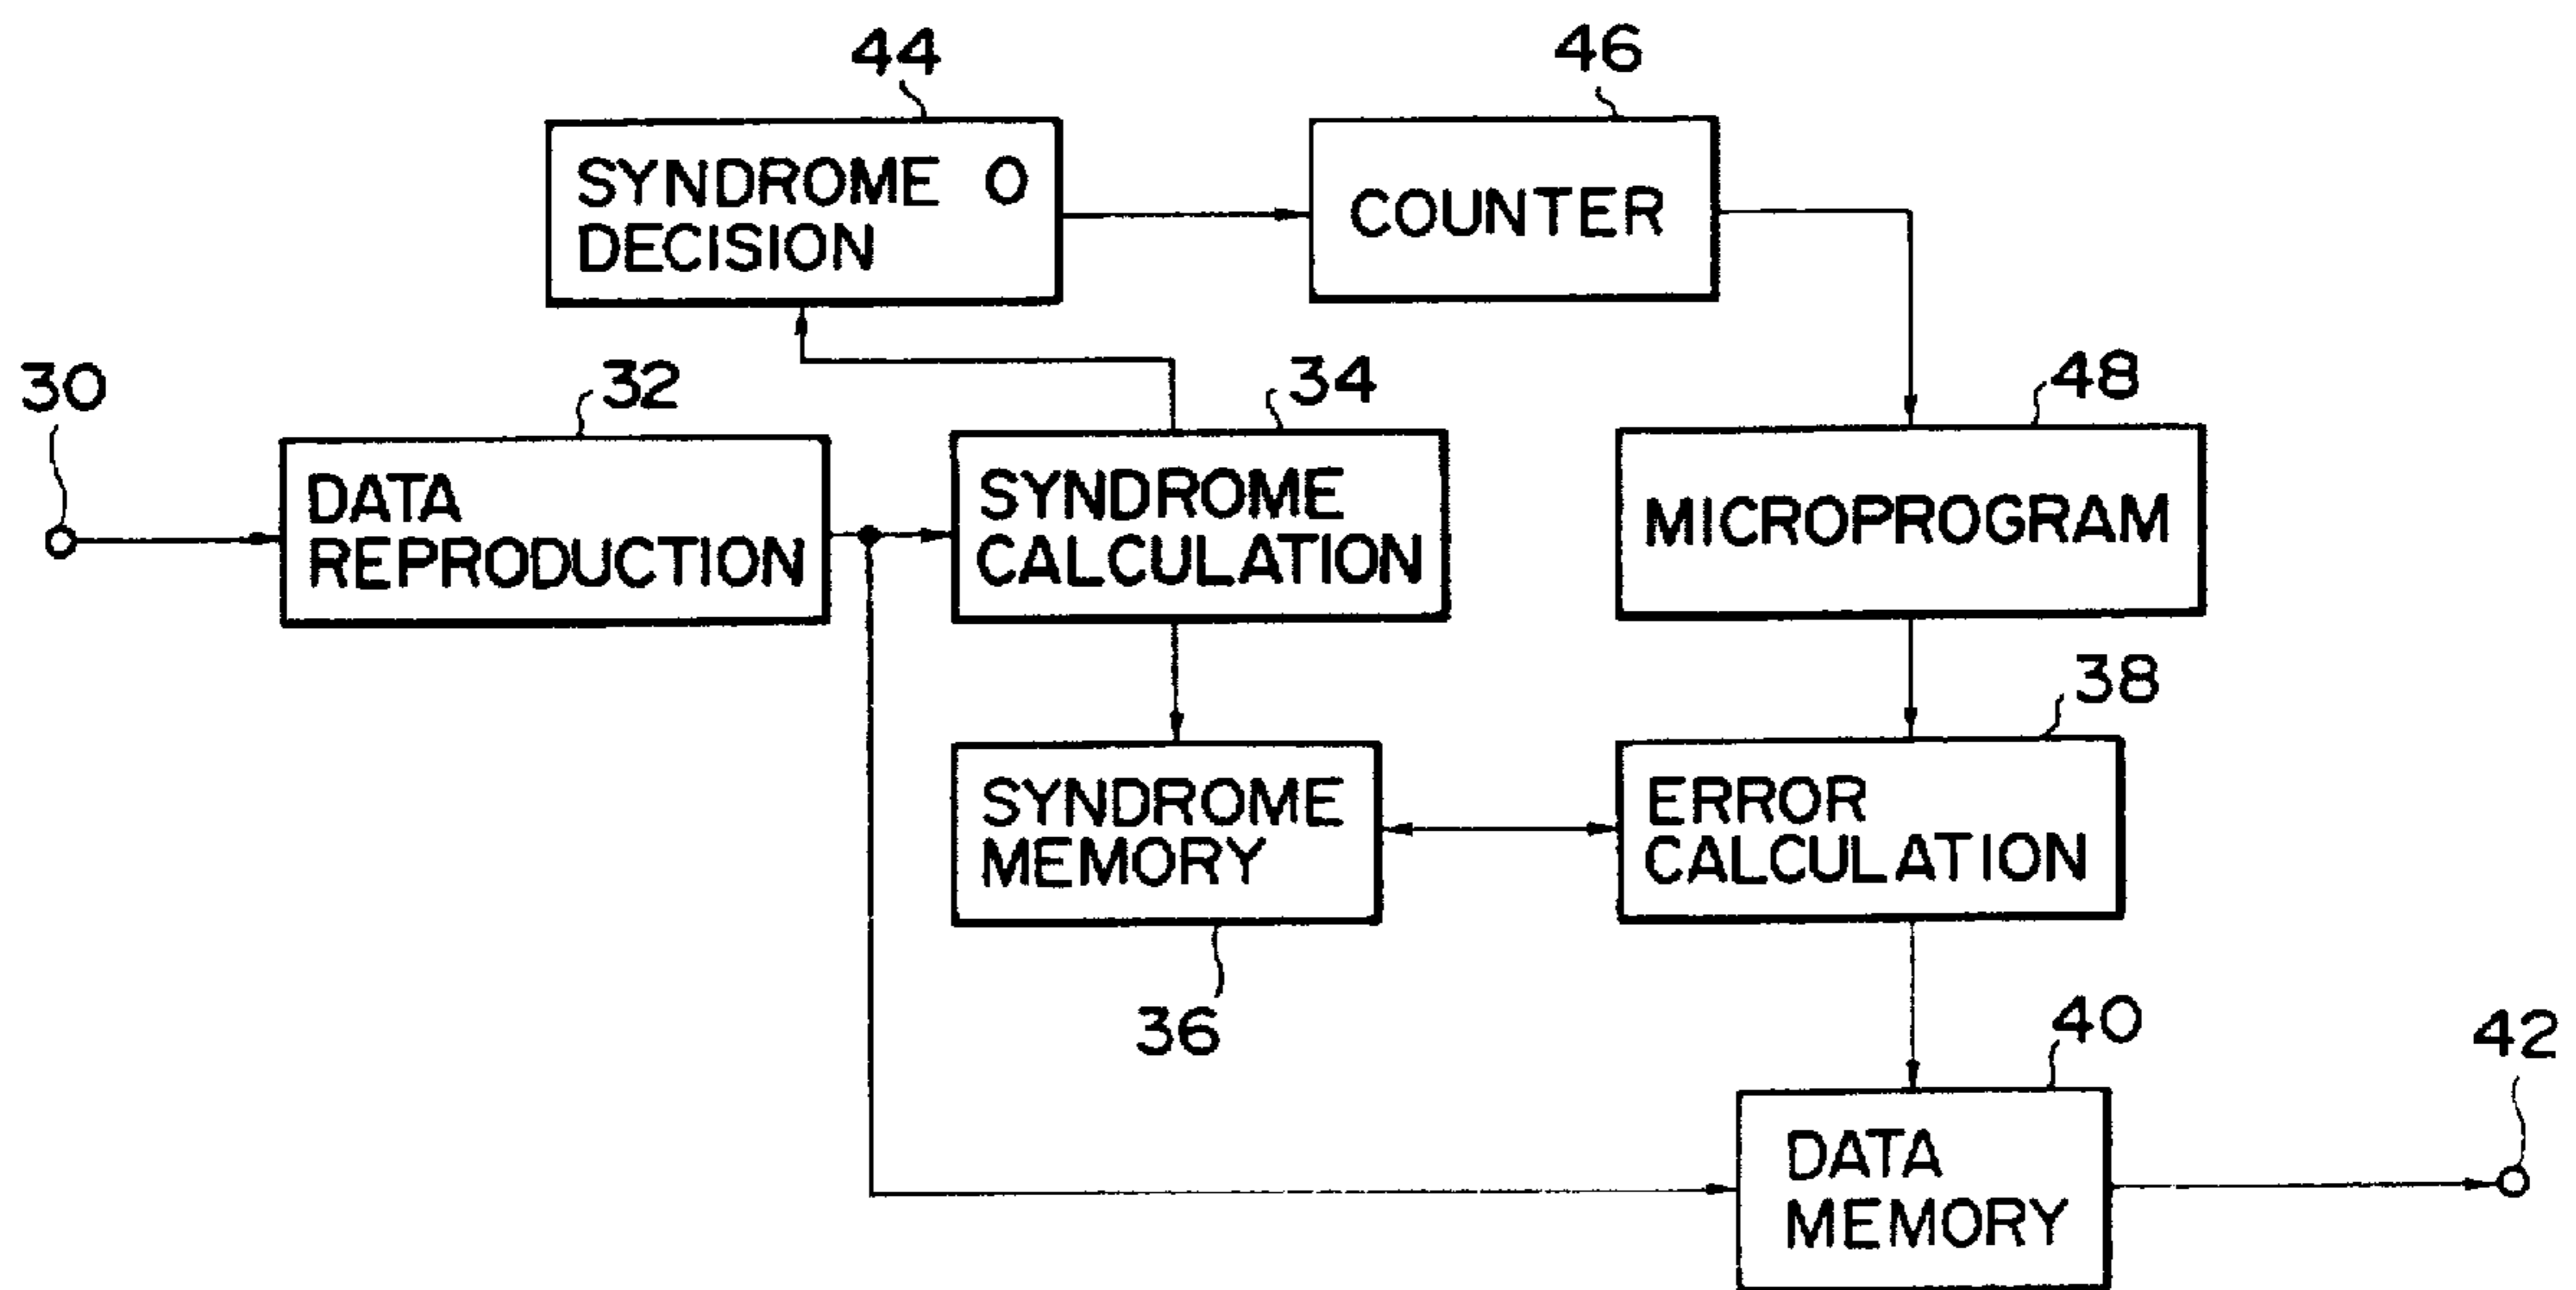 44
46
SYNDROME 0
DECISION
COUNTER
30
32
34
48
DATA
REPRODUCTION
SYNDROME
CALCULATION
MICROPROGRAM
38
SYNDROME
MEMORY
ERROR
CALCULATION
36
40
42
DATA
MEMORY